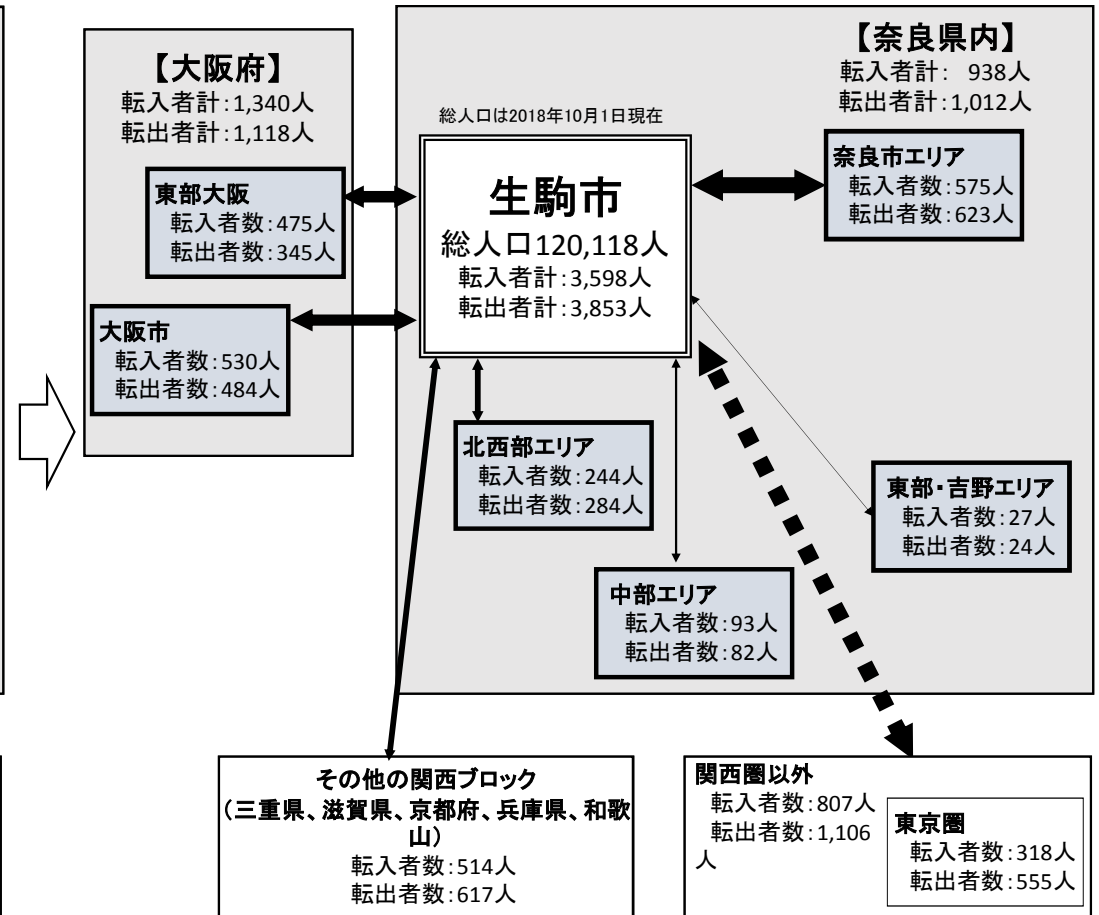 【大阪府】
転入者計:1,340人
転出者計:1,118人
東部大阪
転入者数:475人
転出者数:345人
大阪市
転入者数:530人
転出者数:484人
【奈良県内】
転入者計: 938人
転出者計:1,012人
総人口は2018年10月1日現在
生駒市
総人口120,118人
転入者計:3,598人
転出者計:3,853人
奈良市エリア
転入者数:575人
転出者数:623人
北西部エリア
転入者数:244人
転出者数:284人
東部・吉野エリア
転入者数:27人
転出者数:24人
中部エリア
転入者数:93人
転出者数:82人
その他の関西ブロック
(三重県、滋賀県、京都府、兵庫県、和歌
山)
転入者数:514人
転出者数:617人
関西圏以外
転入者数:807人
転出者数:1,106
人
東京圏
転入者数:318人
転出者数:555人